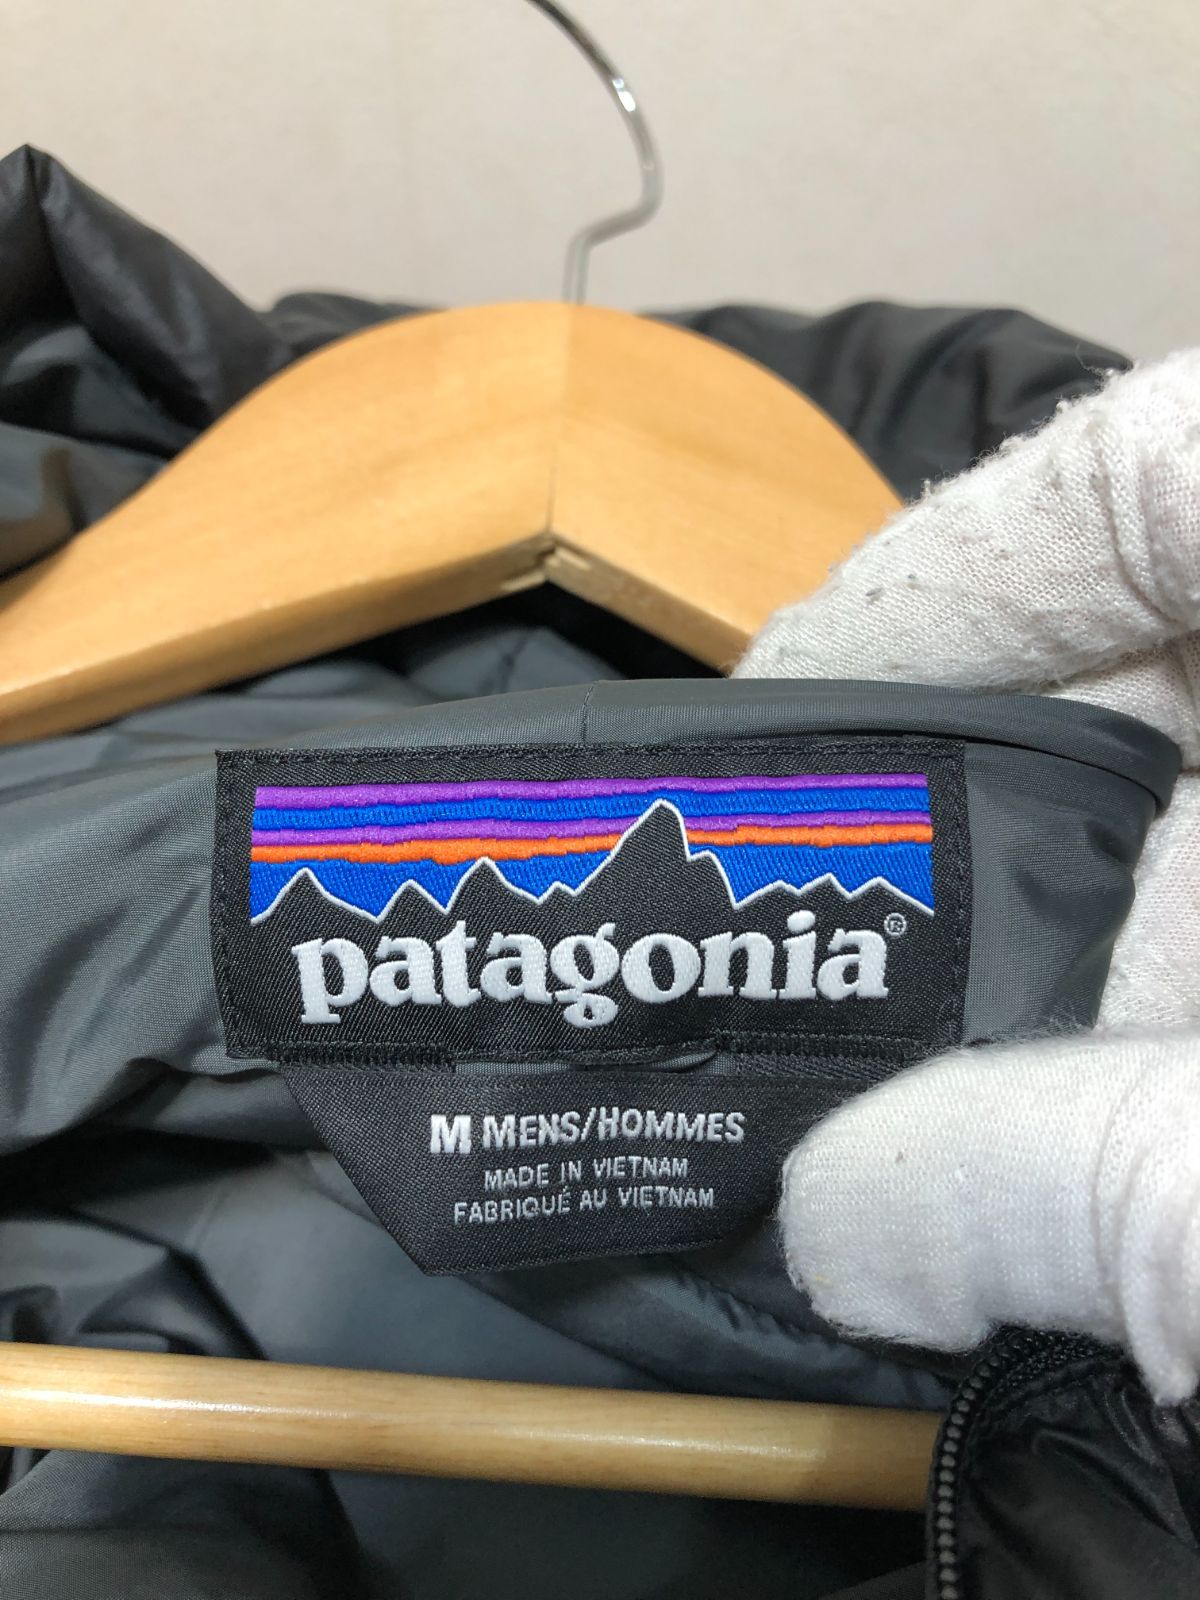 patagonia®
M MENS/HOMMES
MADE IN VIETNAM
FABRIQUÉ AU VIETNAM